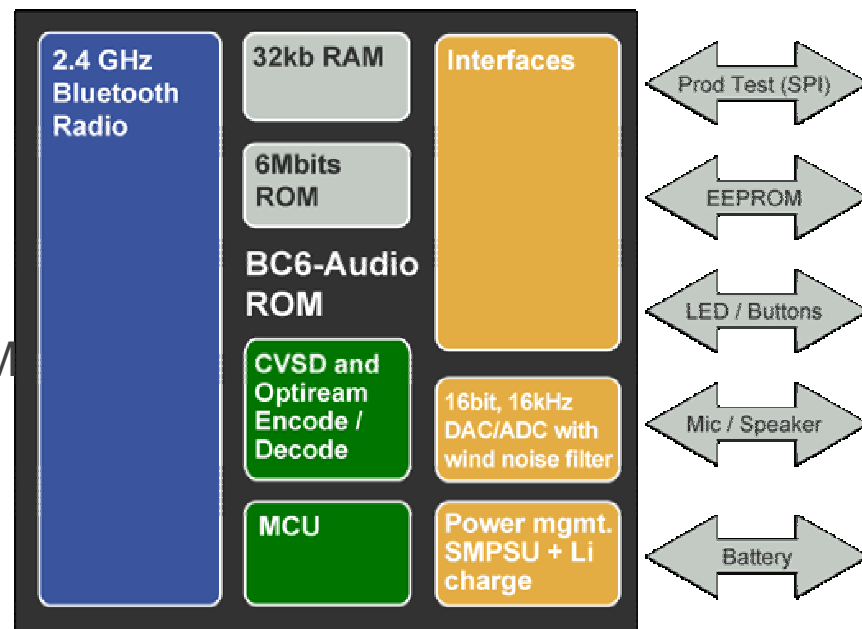 2.4 GHz
Bluetooth
Radio
32kb RAM
6Mbits
ROM
BC6-Audio
ROM
CVSD and
Optiream
Encode /
Decode
MCU
Interfaces
16bit, 16kHz
DAC/ADC with
wind noise filter
Power mgmt.
SMPSU + Li
charge
Prod Test (SPI)
EEPROM
LED / Buttons
Mic / Speaker
Battery
M